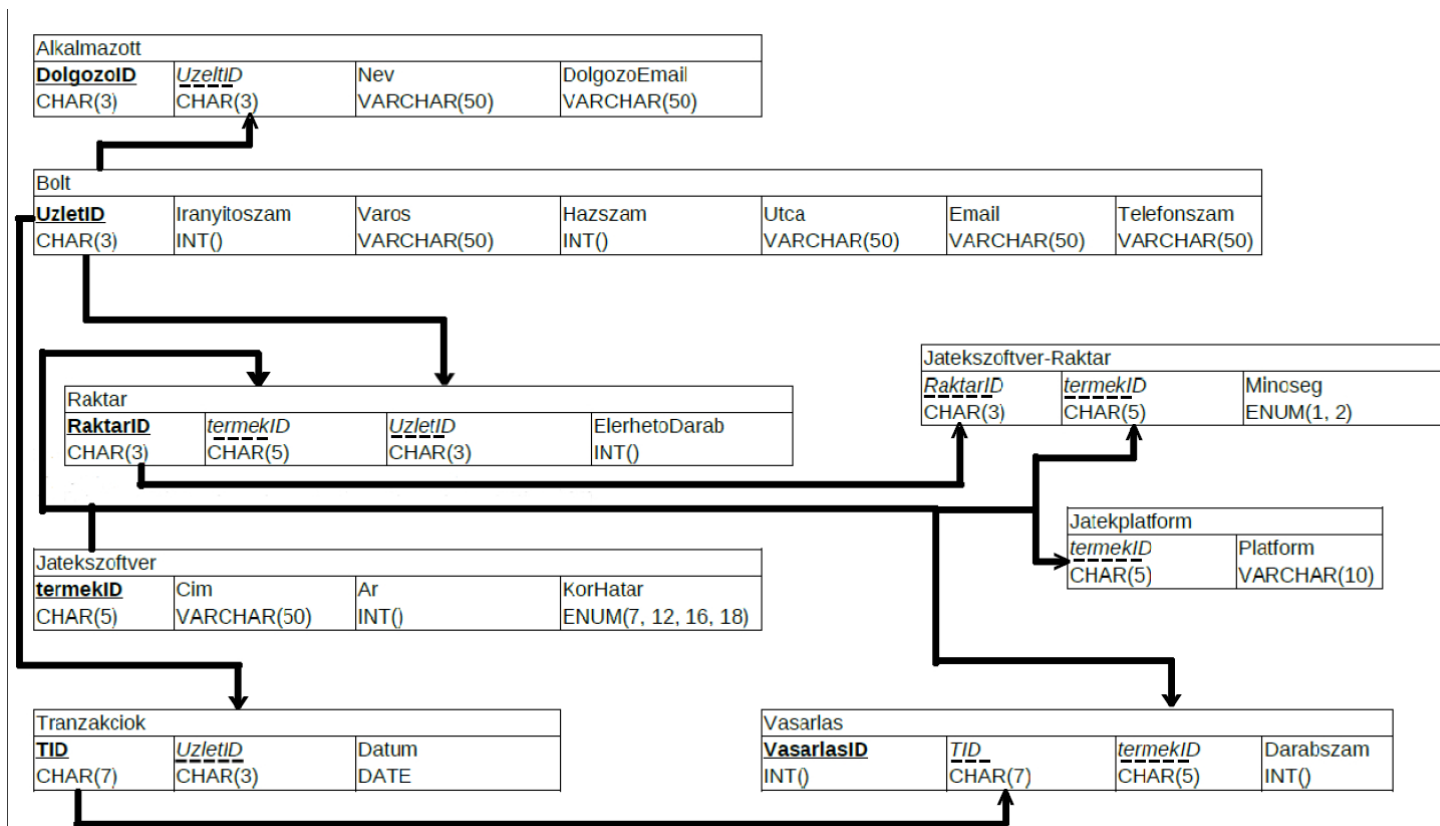 Alkalmazott
DolgozoID UzeltID Nev DolgozoEmail
CHAR(3) CHAR(3) VARCHAR(50) VARCHAR(50)
Bolt
UzletID Iranyitoszam Varos Hazszam Utca Email Telefonszam
CHAR(3) INT() VARCHAR(50) INT() VARCHAR(50) VARCHAR(50) VARCHAR(50)
Jatekszoftver-Raktar
RaktarID termekID Minoseg
CHAR(3) CHAR(5) ENUM(1, 2)
Raktar
RaktarID termekID UzletID ElerhetoDarab
CHAR(3) CHAR(5) CHAR(3) INT()
Jatekplatform
termekID Platform
CHAR(5) VARCHAR(10)
Jatekszoftver
termekID Cim Ar KorHatar
CHAR(5) VARCHAR(50) INT() ENUM(7, 12, 16, 18)
Tranzakciok
TID UzletID Datum
CHAR(7) CHAR(3) DATE
Vasarlas
VasarlasID TID termekID Darabszam
INT() CHAR(7) CHAR(5) INT()